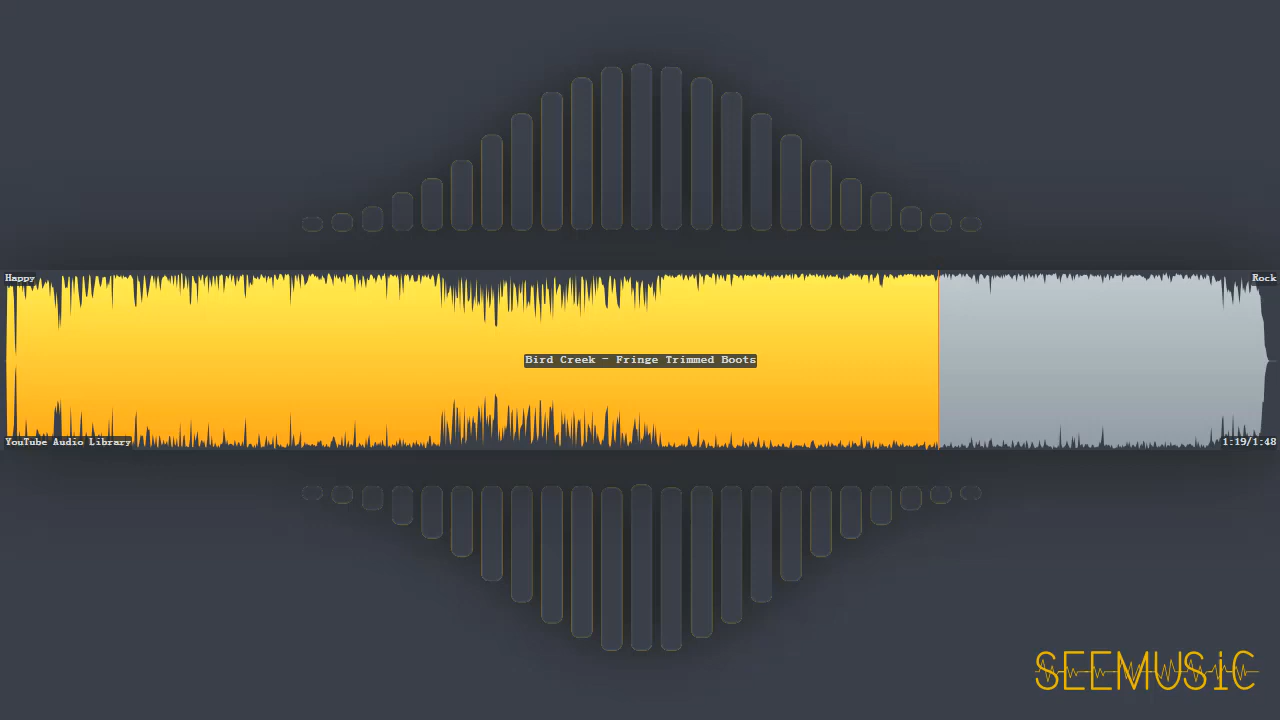 Happy
Rock
Bird Creek - Fringe Trimmed Boots
YouTube Audio Library
1:19/1:48
SEEMUSiC